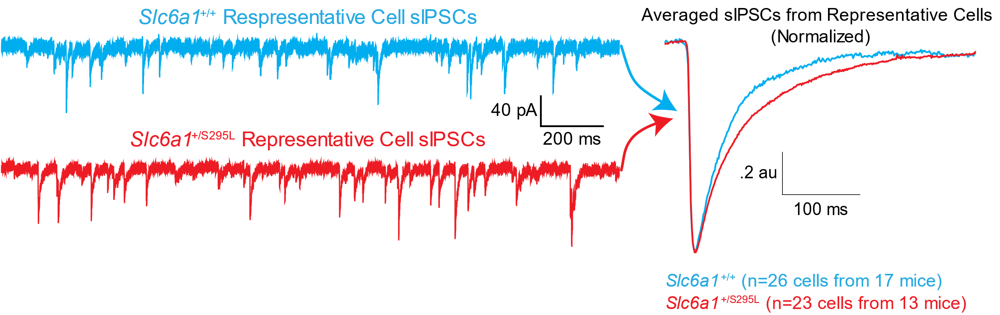 Slc6a1+/+ Respresentative Cell sIPSCs
Averaged sIPSCs from Representative Cells
(Normalized)
40 pA
200 ms
Slc6a1+/S295L Representative Cell sIPSCs
.2 au
100 ms
Slc6a1+/+ (n=26 cells from 17 mice)
Slc6a1+/S295L (n=23 cells from 13 mice)